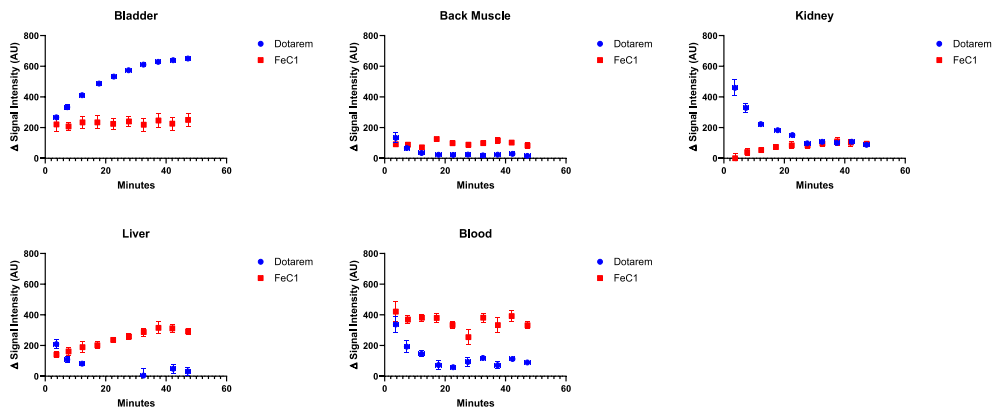 Bladder
Δ Signal Intensity (AU)
800
600
400
200
0
0 20 40 60
Minutes
Dotarem
FeC1
Back Muscle
Δ Signal Intensity (AU)
800
600
400
200
0
0 20 40 60
Minutes
Dotarem
FeC1
Kidney
Δ Signal Intensity (AU)
800
600
400
200
0
0 20 40 60
Minutes
Dotarem
FeC1
Liver
Δ Signal Intensity (AU)
800
600
400
200
0
0 20 40 60
Minutes
Dotarem
FeC1
Blood
Δ Signal Intensity (AU)
800
600
400
200
0
0 20 40 60
Minutes
Dotarem
FeC1